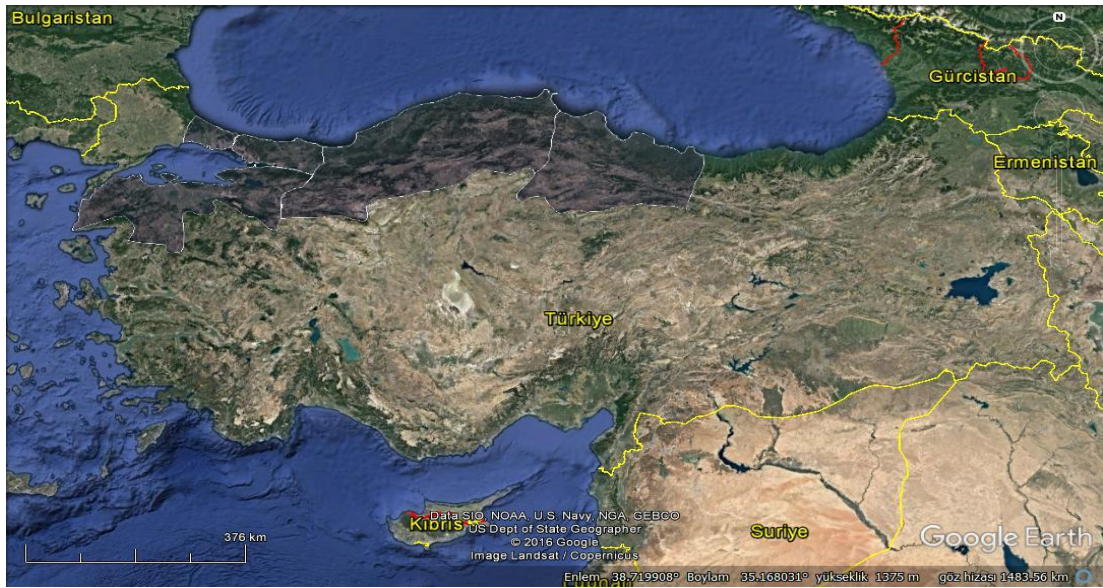 Bulgaristan
N
Gürcistan
Ermenistan
Türkiye
Data SIO, NOAA, U.S. Navy, NGA, GEBCO
Kıbrıs
US Dept of State Geographer
© 2016 Google
Image Landsat / Copernicus
Suriye
Google Earth
376 km
Enlem 38.719908° Boylam 35.168031° yükseklik 1375 m göz hizası 1483.56 km